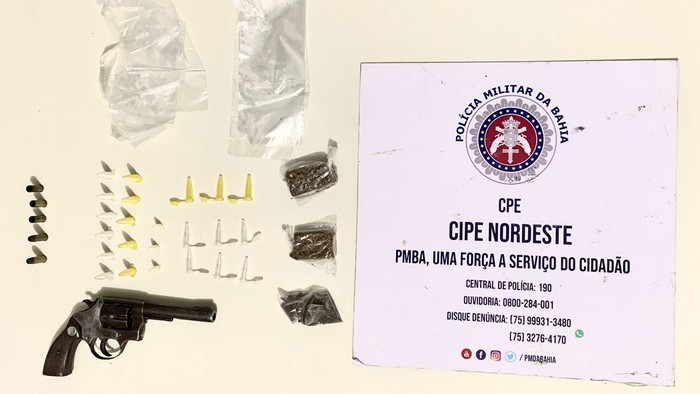 POLÍCIA MILITAR DA BAHIA
CPE
CIPE NORDESTE
PMBA, UMA FORÇA A SERVIÇO DO CIDADÃO
CENTRAL DE POLÍCIA: 190
OUVIDORIA: 0800-284-001
DISQUE DENÚNCIA: (75) 99931-3480
(75) 3276-4170
/ PMDABAHIA